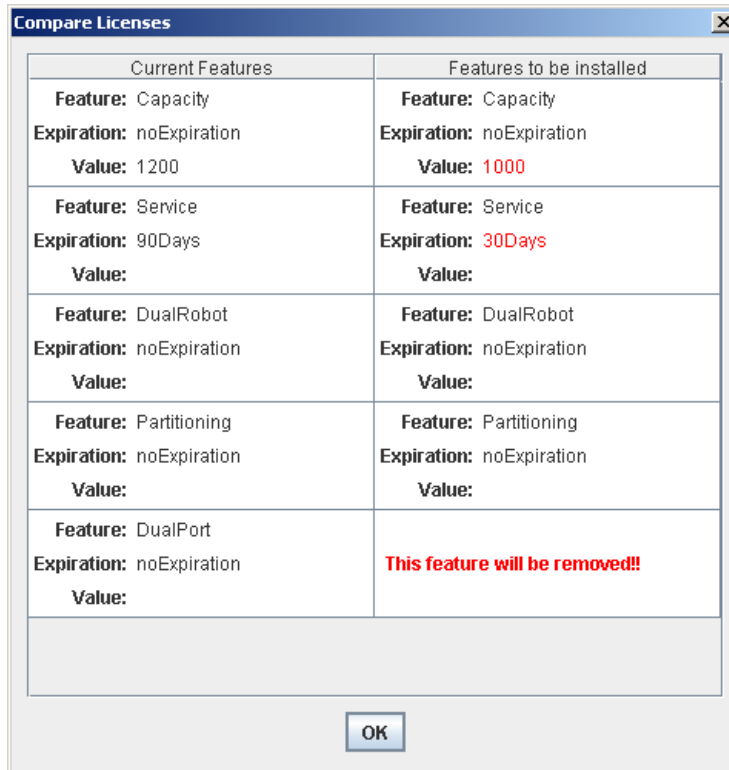 Compare Licenses
Current Features
Features to be installed
Feature: Capacity
Expiration: noExpiration
Value: 1200
Feature: Capacity
Expiration: noExpiration
Value: 1000
Feature: Service
Expiration: 90Days
Value:
Feature: Service
Expiration: 30Days
Value:
Feature: DualRobot
Expiration: noExpiration
Value:
Feature: DualRobot
Expiration: noExpiration
Value:
Feature: Partitioning
Expiration: noExpiration
Value:
Feature: Partitioning
Expiration: noExpiration
Value:
Feature: DualPort
Expiration: noExpiration
Value:
This feature will be removed!!
OK